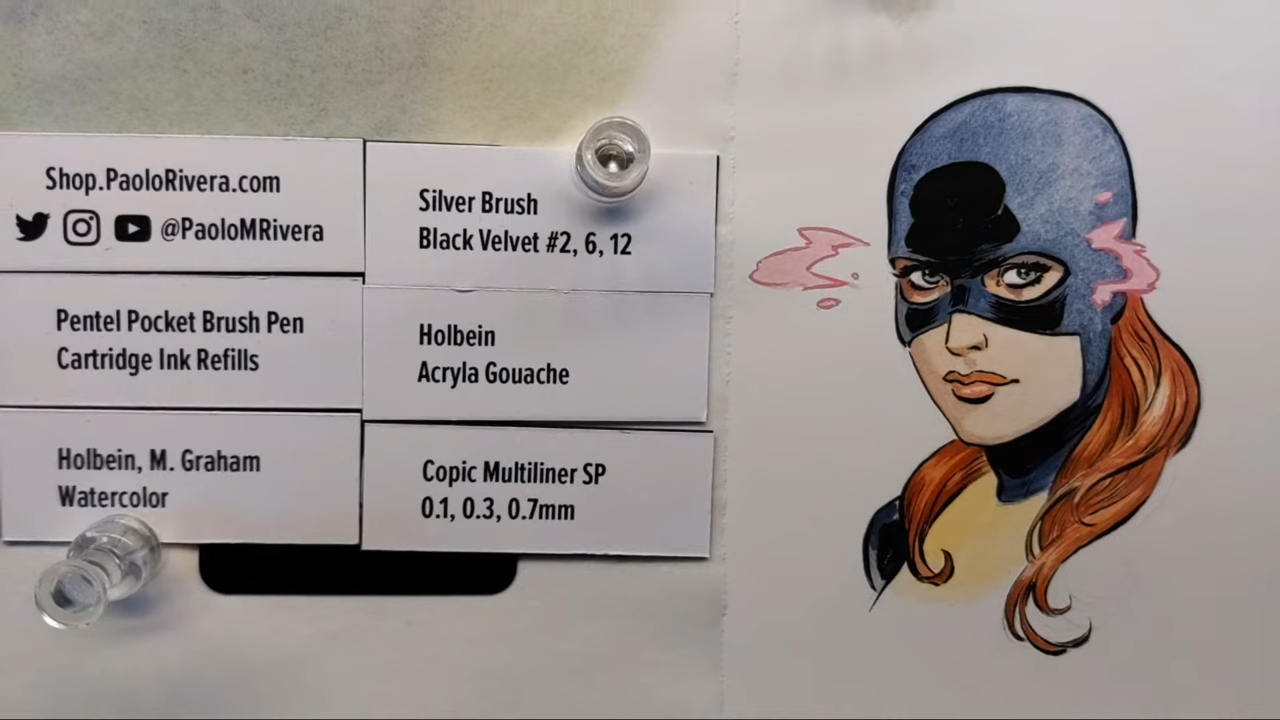 Shop.PaoloRivera.com
@PaoloMRivera
Pentel Pocket Brush Pen
Cartridge Ink Refills
Holbein, M. Graham
Watercolor
Silver Brush
Black Velvet #2, 6, 12
Holbein
Acryla Gouache
Copic Multiliner SP
0.1, 0.3, 0.7mm